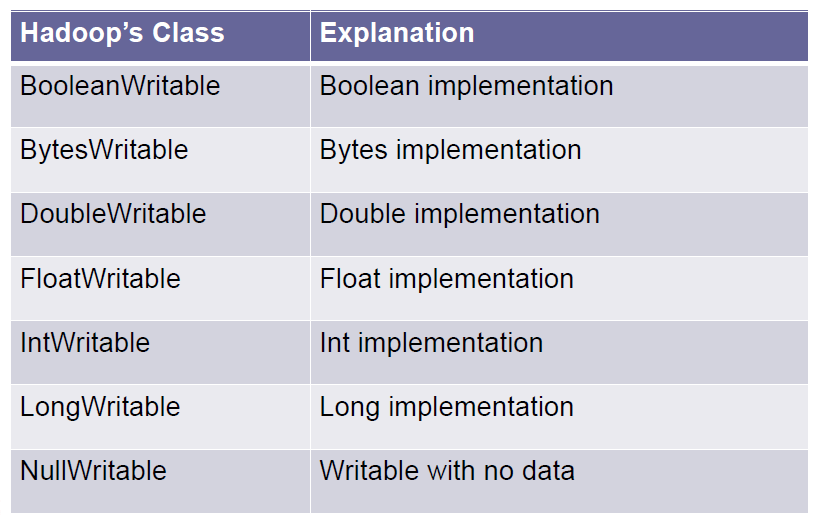 Hadoop’s Class Explanation
BooleanWritable Boolean implementation
BytesWritable Bytes implementation
DoubleWritable Double implementation
FloatWritable Float implementation
IntWritable Int implementation
LongWritable Long implementation
NullWritable Writable with no data